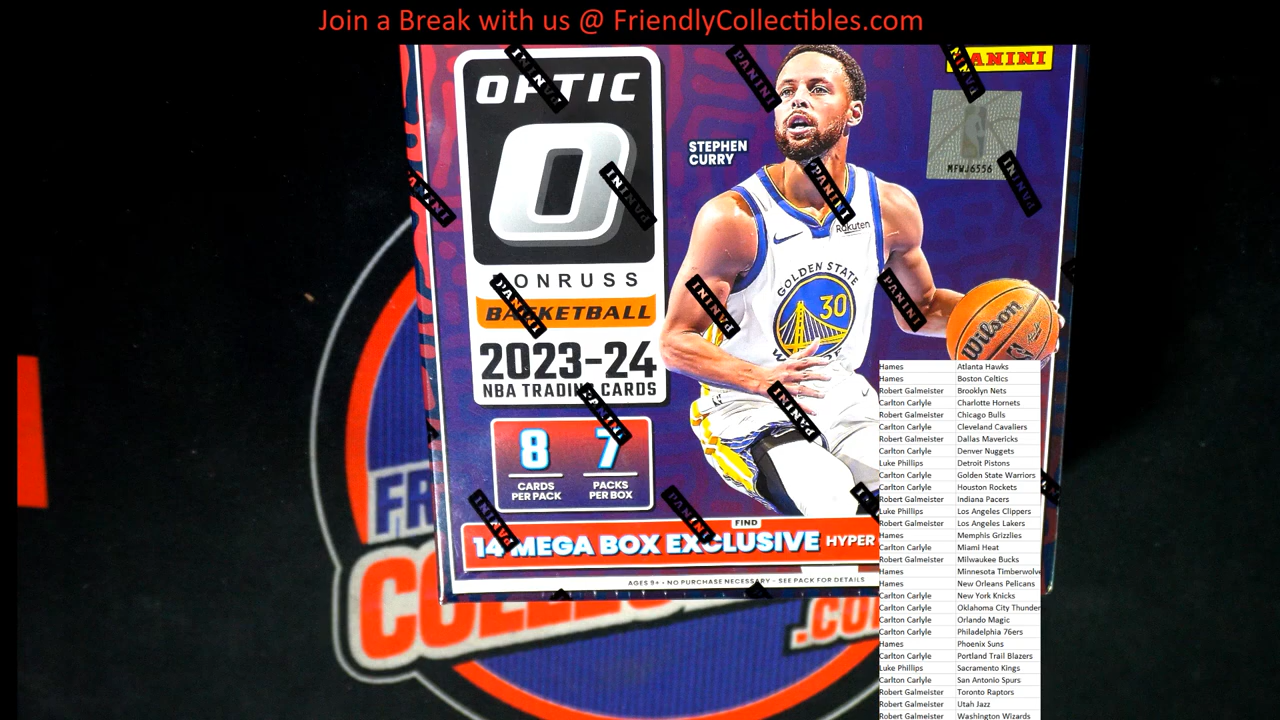 Join a Break with us @ FriendlyCollectibles.com
PANINI
OPTIC
O
DONRUSS
BASKETBALL
2023-24
NBA TRADING CARDS
8
CARDS
PER PACK
7
PACKS
PER BOX
STEPHEN
CURRY
MFWJ6556
Rakuten
GOLDEN STATE
30
Wilson
FIND
14 MEGA BOX EXCLUSIVE HYPER
AGES 9+ • NO PURCHASE NECESSARY - SEE PACK FOR DETAILS
FR
COLLEC
.CO
Hames Atlanta Hawks
Hames Boston Celtics
Robert Galmeister Brooklyn Nets
Carlton Carlyle Charlotte Hornets
Robert Galmeister Chicago Bulls
Carlton Carlyle Cleveland Cavaliers
Robert Galmeister Dallas Mavericks
Carlton Carlyle Denver Nuggets
Luke Phillips Detroit Pistons
Carlton Carlyle Golden State Warriors
Carlton Carlyle Houston Rockets
Robert Galmeister Indiana Pacers
Luke Phillips Los Angeles Clippers
Robert Galmeister Los Angeles Lakers
Hames Memphis Grizzlies
Carlton Carlyle Miami Heat
Robert Galmeister Milwaukee Bucks
Hames Minnesota Timberwolve
Hames New Orleans Pelicans
Carlton Carlyle New York Knicks
Carlton Carlyle Oklahoma City Thunder
Carlton Carlyle Orlando Magic
Carlton Carlyle Philadelphia 76ers
Hames Phoenix Suns
Carlton Carlyle Portland Trail Blazers
Luke Phillips Sacramento Kings
Carlton Carlyle San Antonio Spurs
Robert Galmeister Toronto Raptors
Robert Galmeister Utah Jazz
Robert Galmeister Washington Wizards